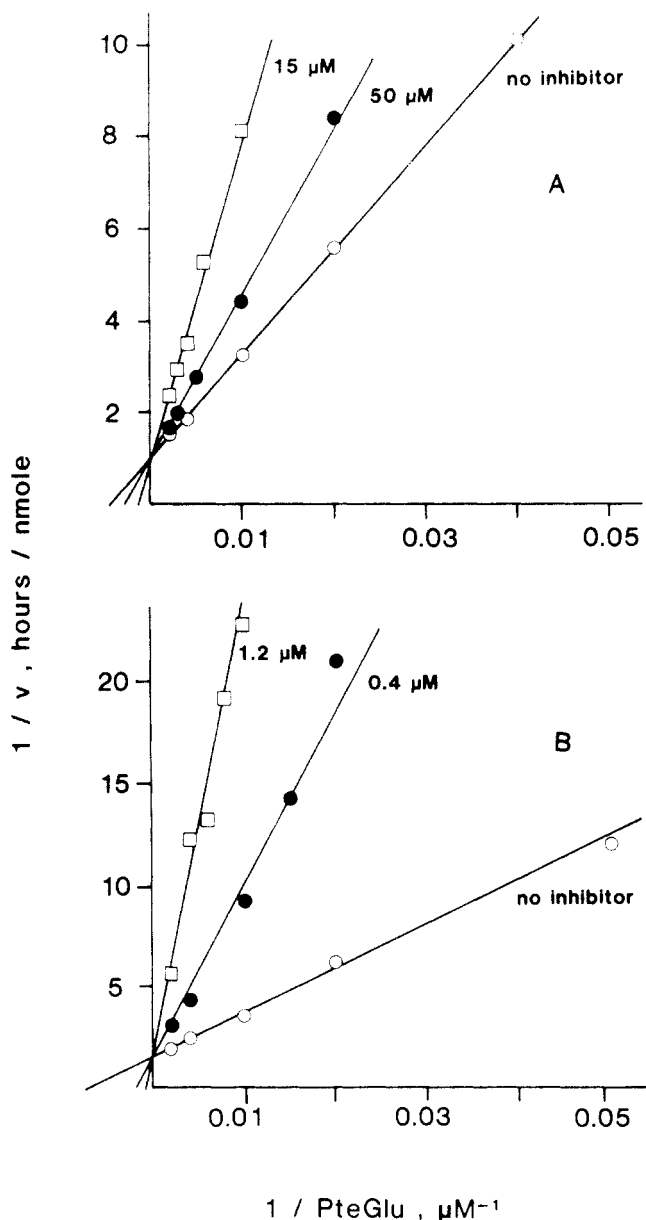 10
8
6
4
2
15 µM
50 µM
no inhibitor
A
0.01
0.03
0.05
1 / v , hours / nmole
20
15
10
5
1.2 µM
0.4 µM
B
no inhibitor
0.01
0.03
0.05
1 / PteGlu , µM⁻¹